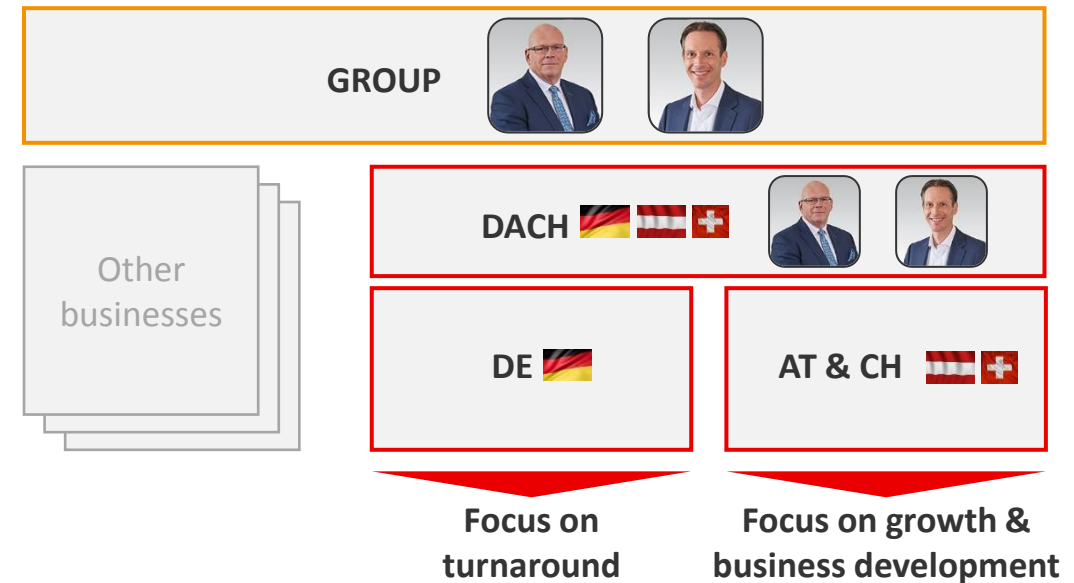 GROUP
DACH
Other
businesses
DE
AT & CH
Focus on
turnaround
Focus on growth &
business development